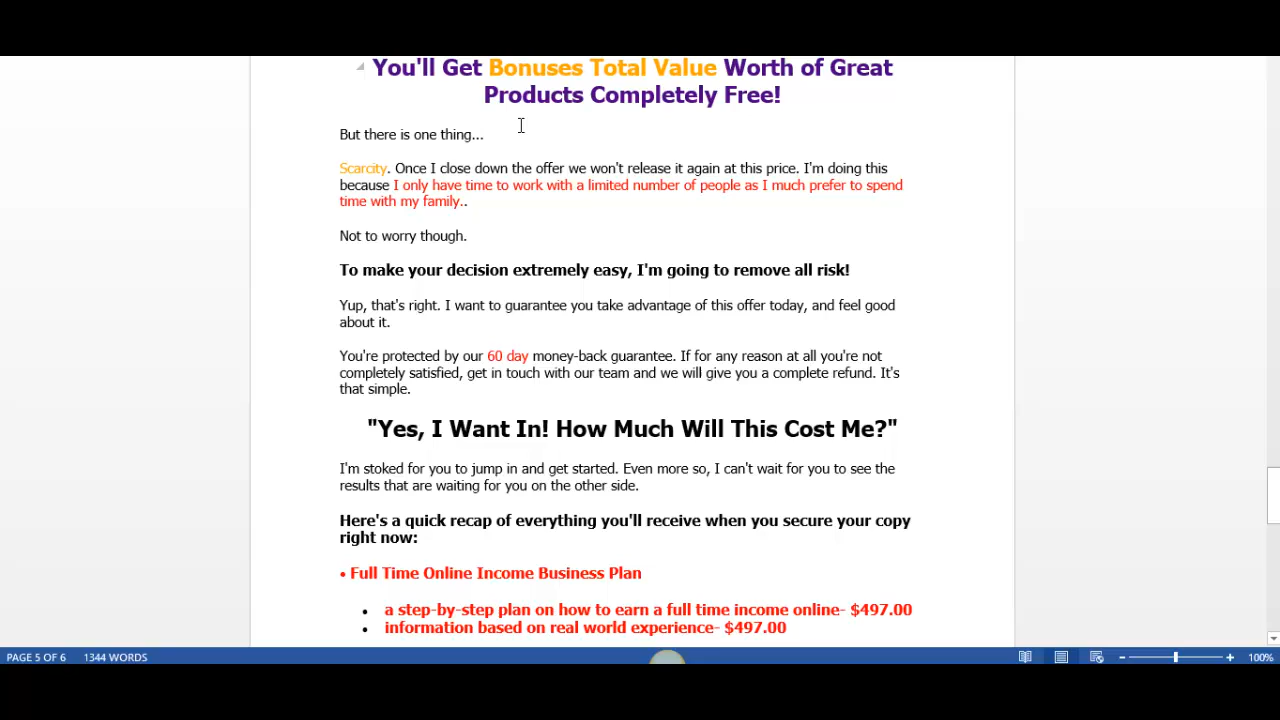 You'll Get Bonuses Total Value Worth of Great
Products Completely Free!
But there is one thing...
Scarcity. Once I close down the offer we won't release it again at this price. I'm doing this
because I only have time to work with a limited number of people as I much prefer to spend
time with my family..
Not to worry though.
To make your decision extremely easy, I'm going to remove all risk!
Yup, that's right. I want to guarantee you take advantage of this offer today, and feel good
about it.
You're protected by our 60 day money-back guarantee. If for any reason at all you're not
completely satisfied, get in touch with our team and we will give you a complete refund. It's
that simple.
"Yes, I Want In! How Much Will This Cost Me?"
I'm stoked for you to jump in and get started. Even more so, I can't wait for you to see the
results that are waiting for you on the other side.
Here's a quick recap of everything you'll receive when you secure your copy
right now:
• Full Time Online Income Business Plan
• a step-by-step plan on how to earn a full time income online- $497.00
• information based on real world experience- $497.00
PAGE 5 OF 6 1344 WORDS 100%